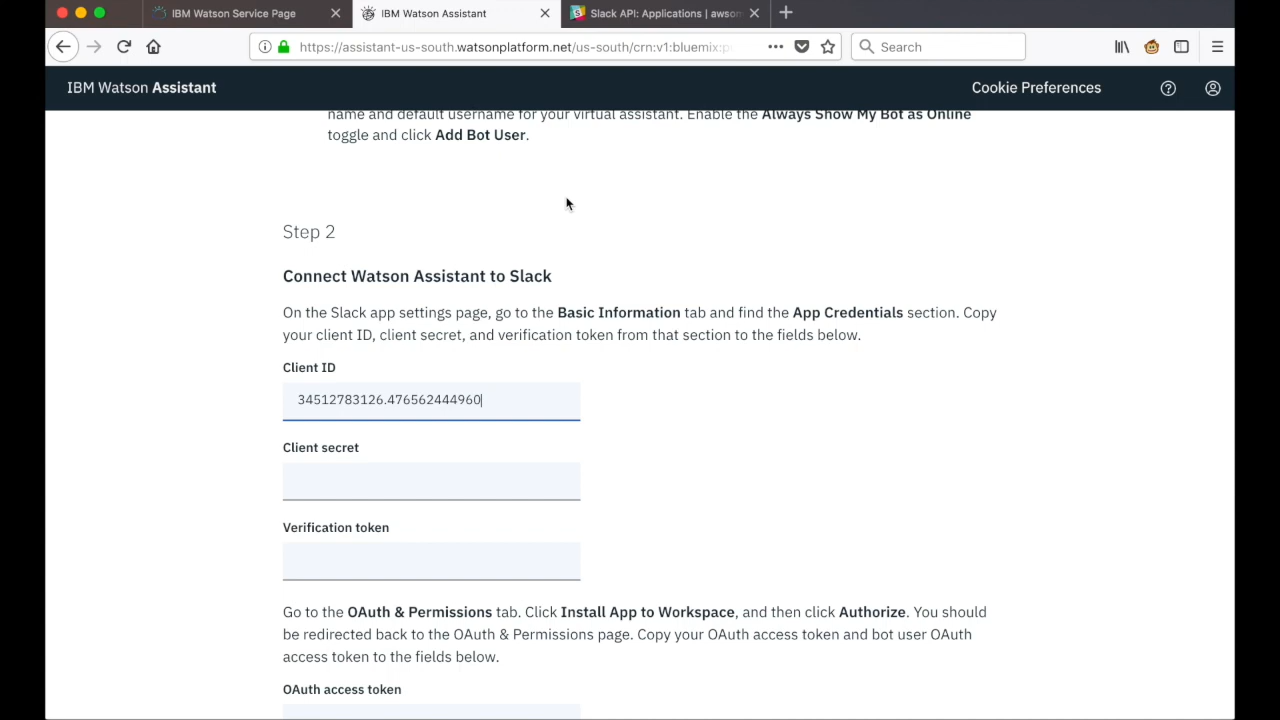 IBM Watson Service Page
IBM Watson Assistant
Slack API: Applications | awson
https://assistant-us-south.watsonplatform.net/us-south/crn:v1:bluemix:p
Search
IBM Watson Assistant
Cookie Preferences
name and default username for your virtual assistant. Enable the Always Show My Bot as Online
toggle and click Add Bot User.
Step 2
Connect Watson Assistant to Slack
On the Slack app settings page, go to the Basic Information tab and find the App Credentials section. Copy
your client ID, client secret, and verification token from that section to the fields below.
Client ID
34512783126.476562444960
Client secret
Verification token
Go to the OAuth & Permissions tab. Click Install App to Workspace, and then click Authorize. You should
be redirected back to the OAuth & Permissions page. Copy your OAuth access token and bot user OAuth
access token to the fields below.
OAuth access token